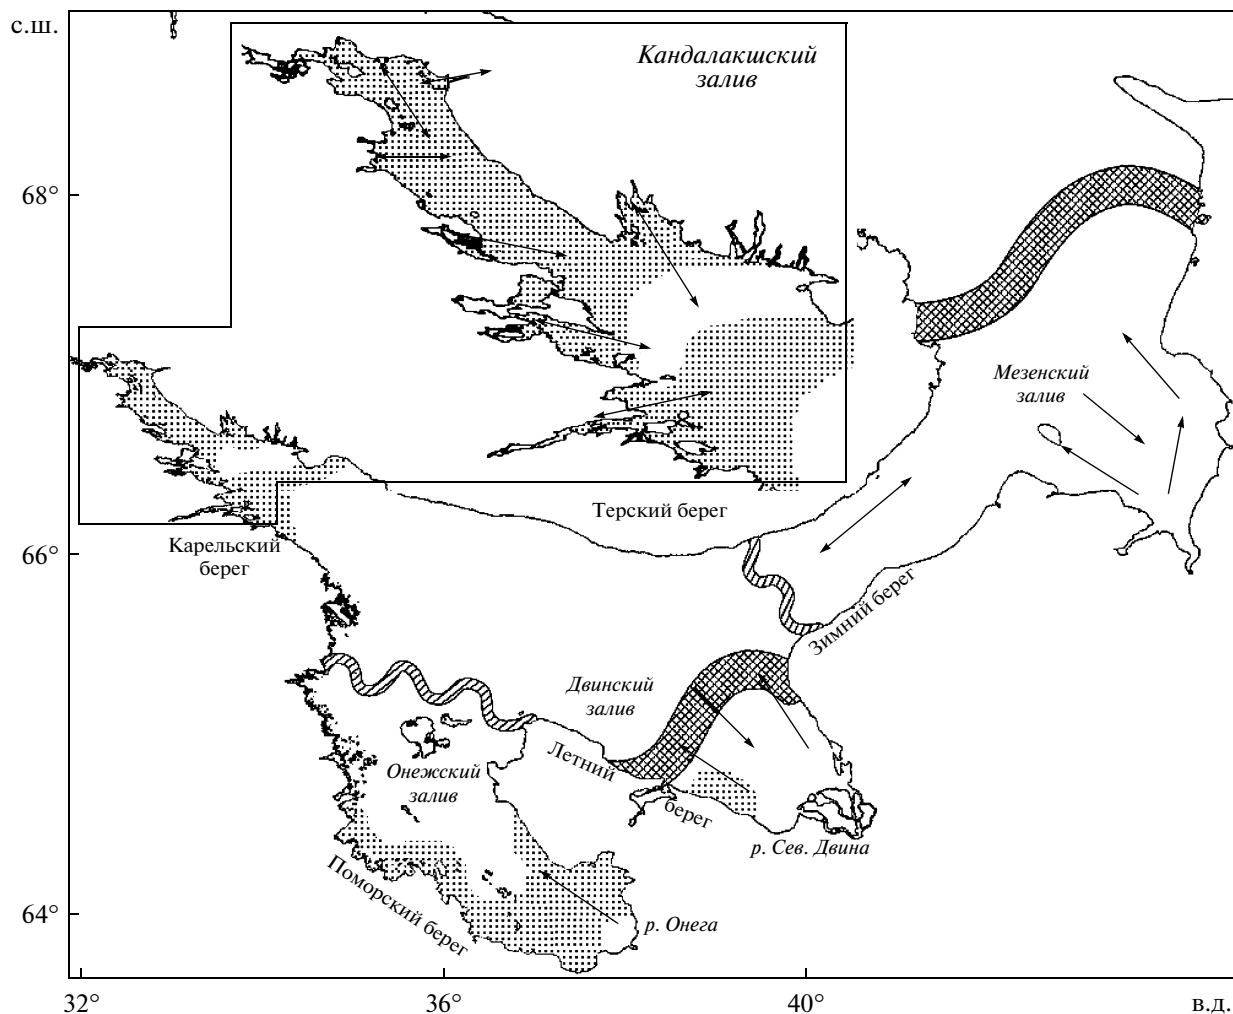 с.ш.
Кандалакшский
залив
68°
Мезенский
залив
Терский берег
66°
Карельский
берег
Зимний берег
Двинский
залив
Летний
берег
Онежский
залив
р. Сев. Двина
Поморский берег
64°
р. Онега
32°
36°
40°
в.д.